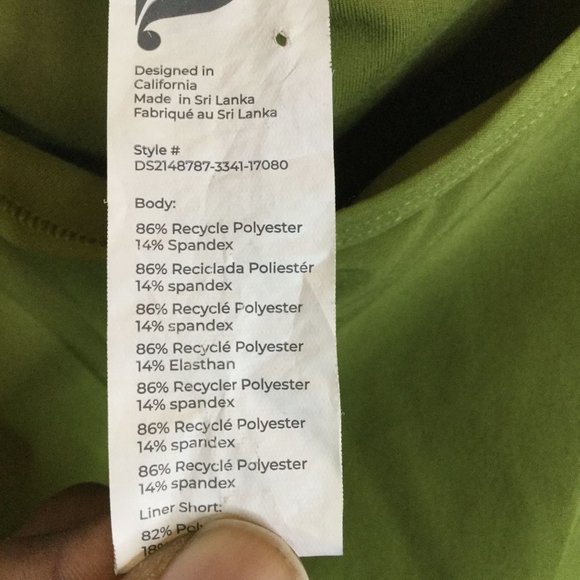 Designed in
California
Made in Sri Lanka
Fabriqué au Sri Lanka
Style #
DS2148787-3341-17080
Body:
86% Recycle Polyester
14% Spandex
86% Reciclada Poliestér
14% spandex
86% Recyclé Polyester
14% spandex
86% Recyclé Polyester
14% Elasthan
86% Recycler Polyester
14% spandex
86% Recyclé Polyester
14% spandex
86% Recyclé Polyester
14% spandex
Liner Short:
82%
18%